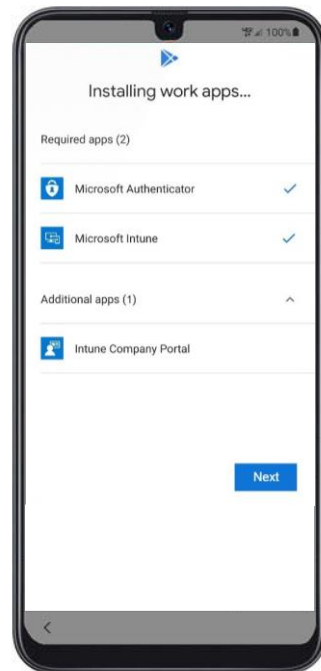 100%
Installing work apps...
Required apps (2)
Microsoft Authenticator
Microsoft Intune
Additional apps (1)
Intune Company Portal
Next